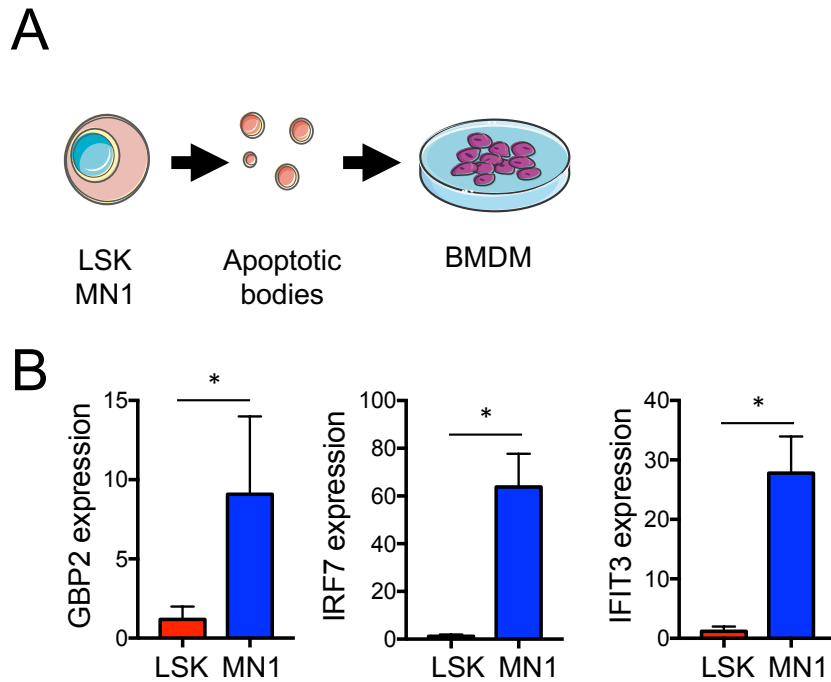 A
LSK
MN1
Apoptotic
bodies
BMDM
B
GBP2 expression
15
10
5
0
*
LSK MN1
IRF7 expression
100
80
60
40
20
0
*
LSK MN1
IFIT3 expression
40
30
20
10
0
*
LSK MN1